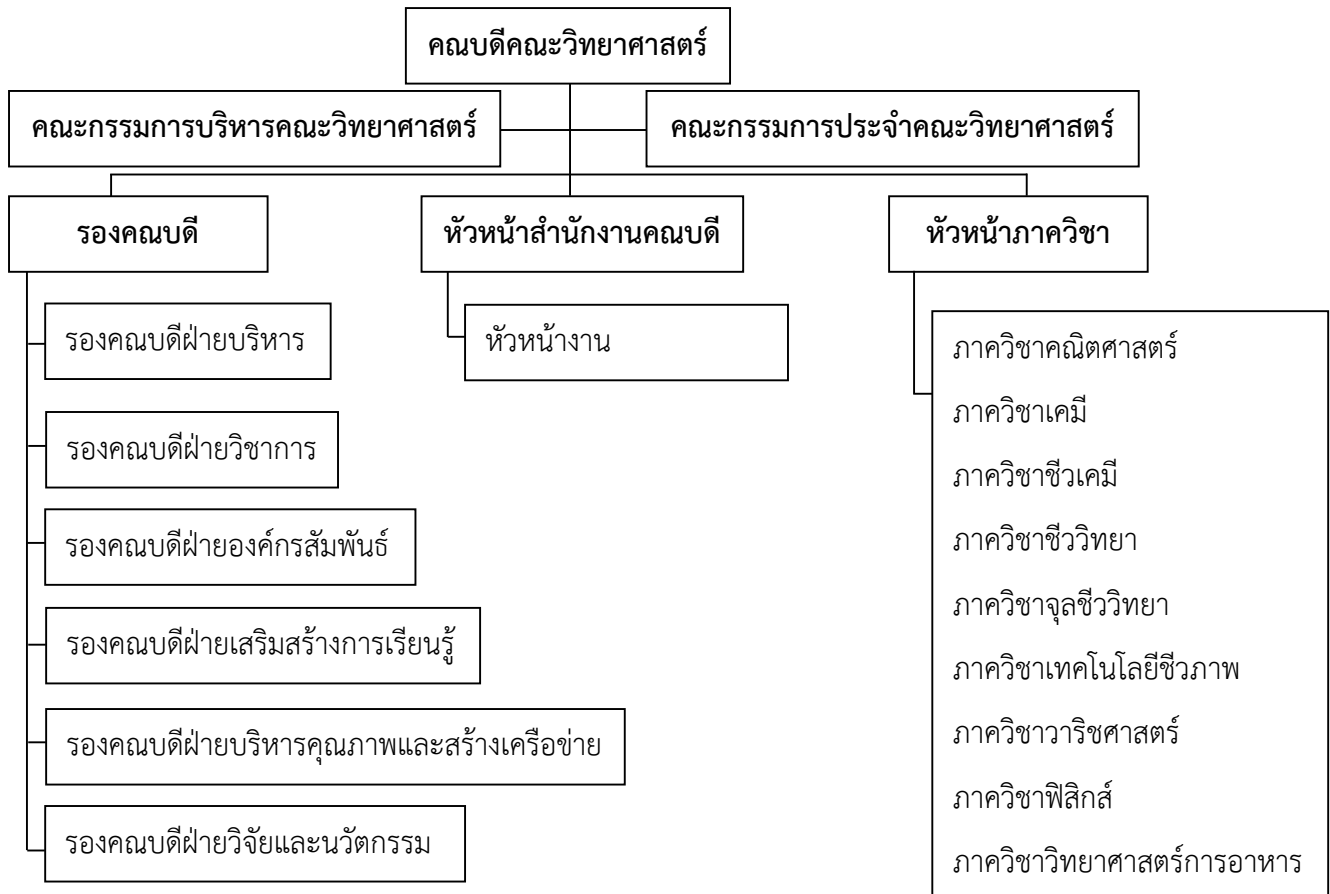 คณบดีคณะวิทยาศาสตร์
คณะกรรมการบริหารคณะวิทยาศาสตร์
คณะกรรมการประจำคณะวิทยาศาสตร์
รองคณบดี
หัวหน้าสำนักงานคณบดี
หัวหน้าภาควิชา
รองคณบดีฝ่ายบริหาร
รองคณบดีฝ่ายวิชาการ
รองคณบดีฝ่ายองค์กรสัมพันธ์
รองคณบดีฝ่ายเสริมสร้างการเรียนรู้
รองคณบดีฝ่ายบริหารคุณภาพและสร้างเครือข่าย
รองคณบดีฝ่ายวิจัยและนวัตกรรม
หัวหน้างาน
ภาควิชาคณิตศาสตร์
ภาควิชาเคมี
ภาควิชาชีวเคมี
ภาควิชาชีววิทยา
ภาควิชาจุลชีววิทยา
ภาควิชาเทคโนโลยีชีวภาพ
ภาควิชาวาริชศาสตร์
ภาควิชาฟิสิกส์
ภาควิชาวิทยาศาสตร์การอาหาร